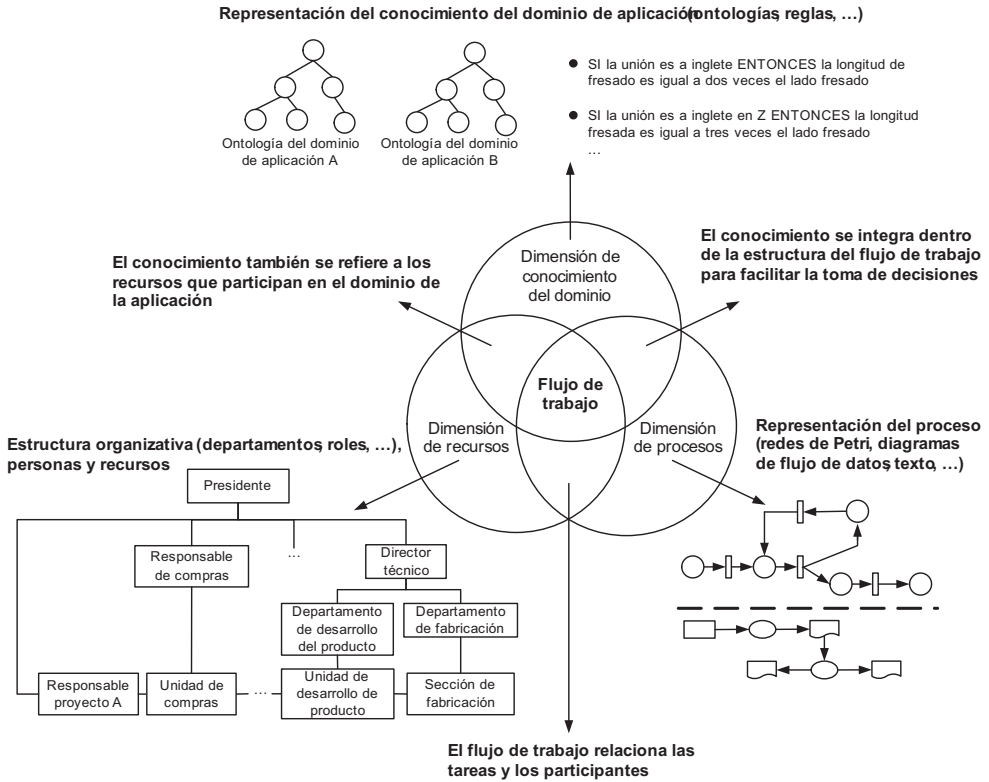 Representación del conocimiento del dominio de aplicación (ontologías, reglas, …)
SI la unión es a inglete ENTONCES la longitud de
fresado es igual a dos veces el lado fresado
SI la unión es a inglete en Z ENTONCES la longitud
fresada es igual a tres veces el lado fresado
…
Ontología del dominio
de aplicación A
Ontología del dominio
de aplicación B
El conocimiento también se refiere a los
recursos que participan en el dominio de
la aplicación
Dimensión de
conocimiento
del dominio
El conocimiento se integra dentro
de la estructura del flujo de trabajo
para facilitar la toma de decisiones
Flujo de
trabajo
Dimensión
de recursos
Dimensión
de procesos
Estructura organizativa (departamentos, roles, …),
personas y recursos
Representación del proceso
(redes de Petri, diagramas
de flujo de datos, texto, …)
Presidente
Responsable
de compras
…
Director
técnico
Departamento
de desarrollo
del producto
Departamento
de fabricación
Responsable
proyecto A
Unidad de
compras
…
Unidad de
desarrollo de
producto
Sección de
fabricación
El flujo de trabajo relaciona las
tareas y los participantes